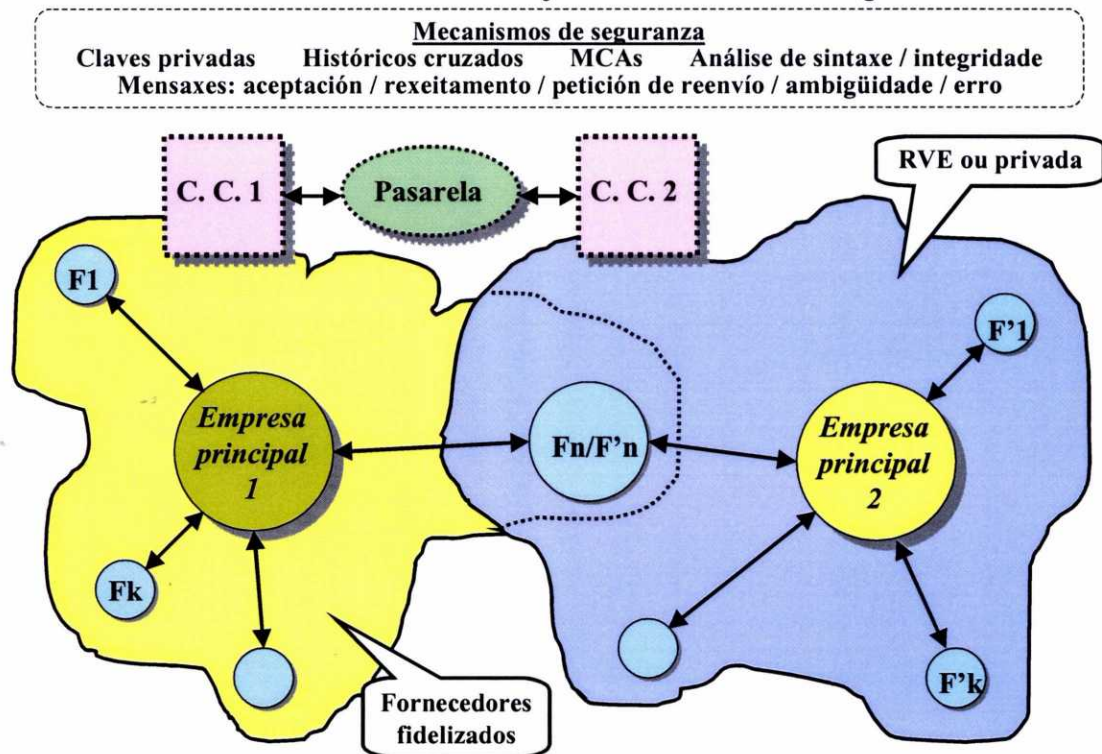 Mecanismos de seguranza
Claves privadas Históricos cruzados MCAs Análise de sintaxe / integridade
Mensaxes: aceptación / rexeitamento / petición de reenvío / ambigüidade / erro
C. C. 1
Pasarela
C. C. 2
RVE ou privada
F1
F'1
Empresa
principal
1
Fn/F'n
Empresa
principal
2
Fk
F'k
Fornecedores
fidelizados